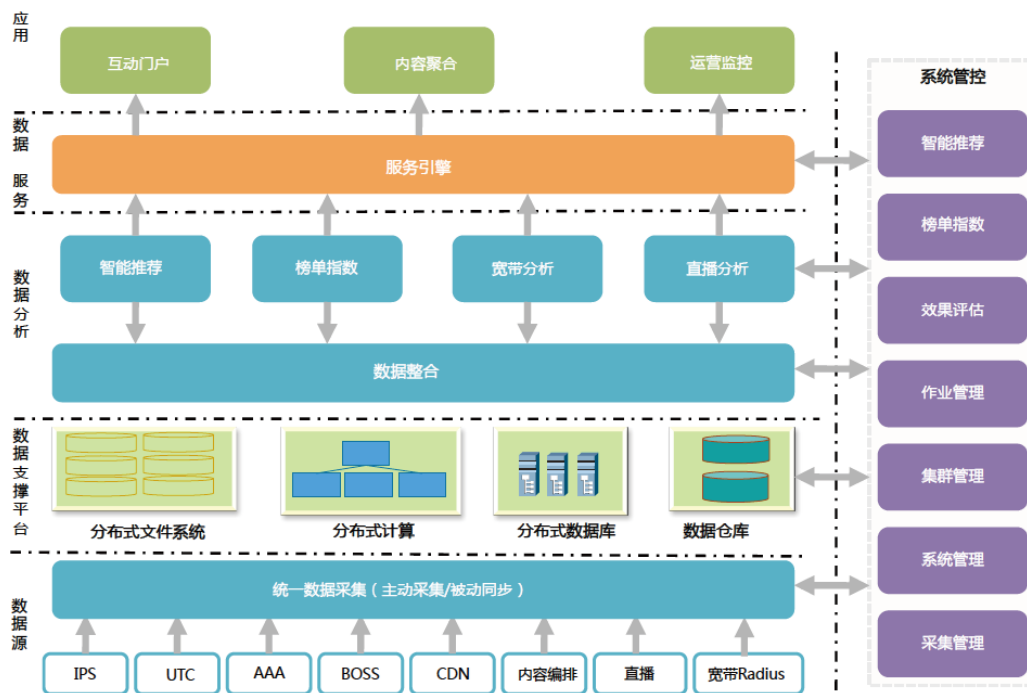 应用
互动门户
内容聚合
运营监控
系统管控
数据 服务
服务引擎
智能推荐
榜单指数
数据分析
智能推荐
榜单指数
宽带分析
直播分析
效果评估
数据整合
作业管理
数据支撑平台
集群管理
分布式文件系统
分布式计算
分布式数据库
数据仓库
系统管理
数据源
统一数据采集（主动采集/被动同步）
采集管理
IPS
UTC
AAA
BOSS
CDN
内容编排
直播
宽带Radius